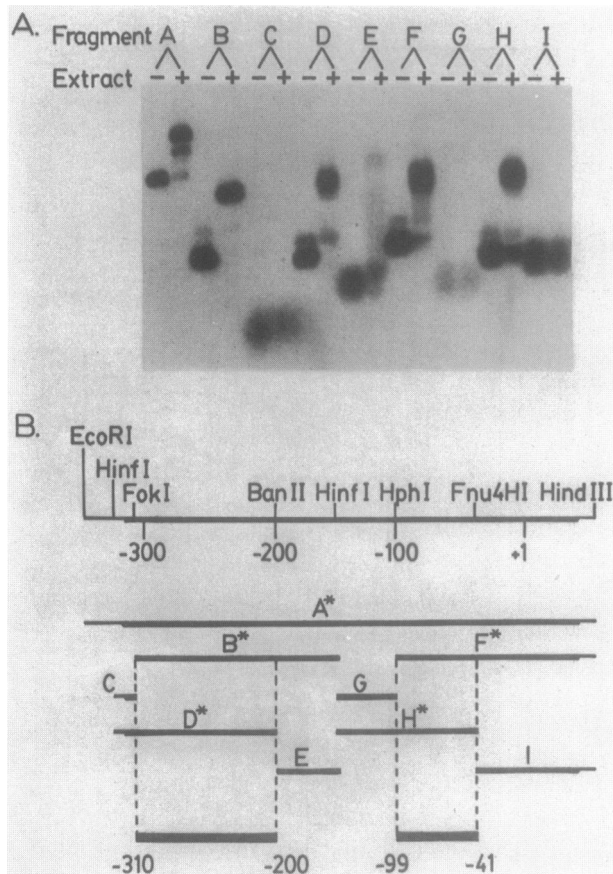 A.
Fragment A B C D E F G H I
Extract - + - + - + - + - + - + - + - + - +
B.
EcoRI
HinfI
FokI BanII HinfI HphI Fnu4HI HindIII
-300 -200 -100 +1
A*
B* F*
C G
D* H*
E I
-310 -200 -99 -41